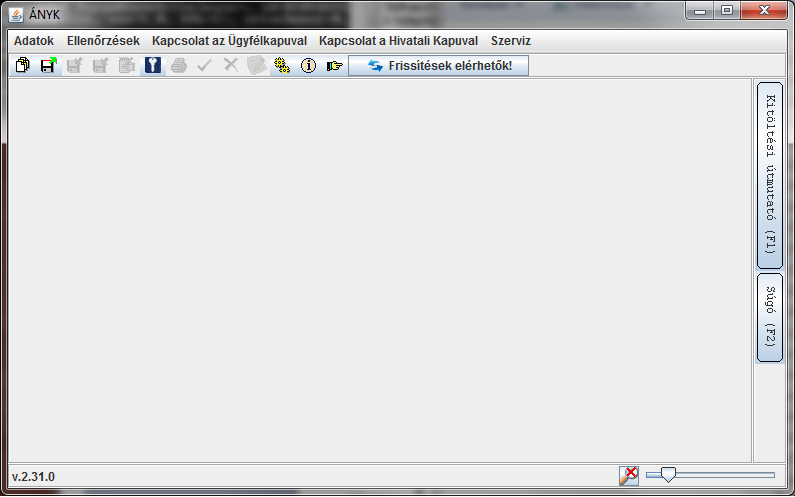 ÁNYK
Adatok Ellenőrzések Kapcsolat az Ügyfélkapuval Kapcsolat a Hivatali Kapuval Szerviz
Frissítések elérhetők!
Kitöltési útmutató (F1)
Súgó (F2)
v.2.31.0